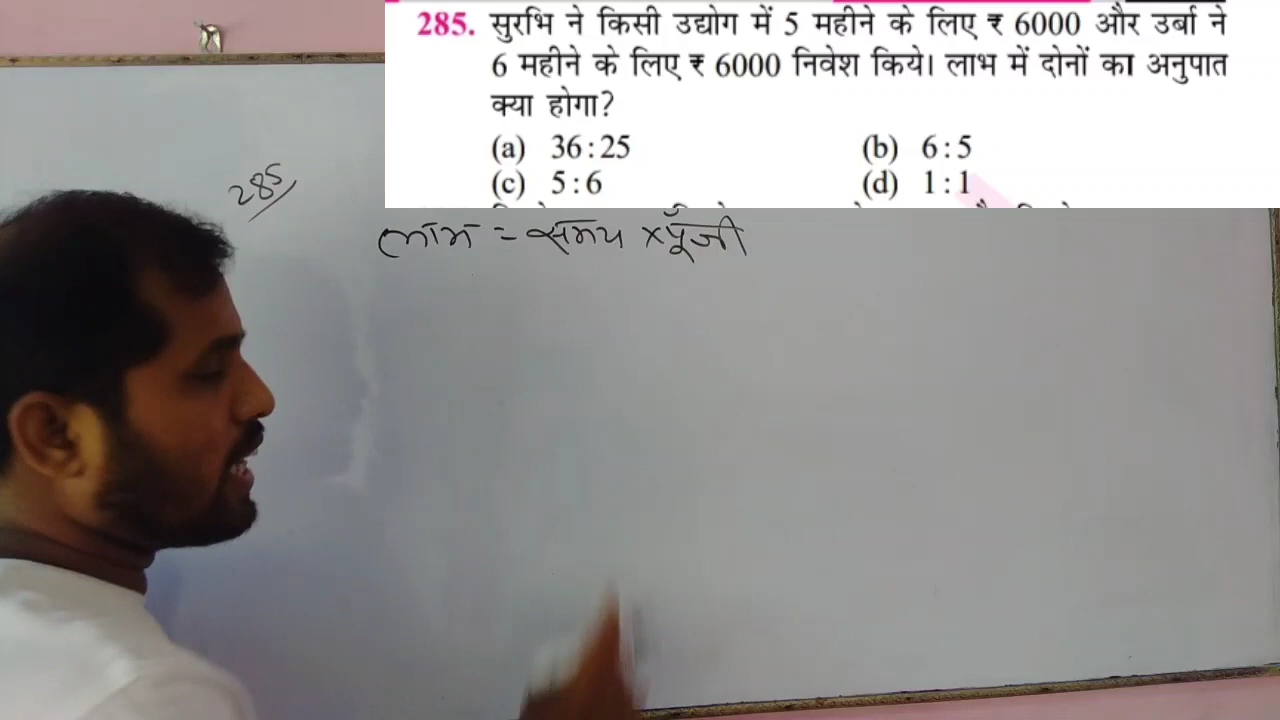 285. सुरभि ने किसी उद्योग में 5 महीने के लिए ₹ 6000 और उर्बा ने
6 महीने के लिए ₹ 6000 निवेश किये। लाभ में दोनों का अनुपात
क्या होगा?
(a) 36:25 (b) 6:5
(c) 5:6 (d) 1:1
285
लाभ = समय × पूँजी